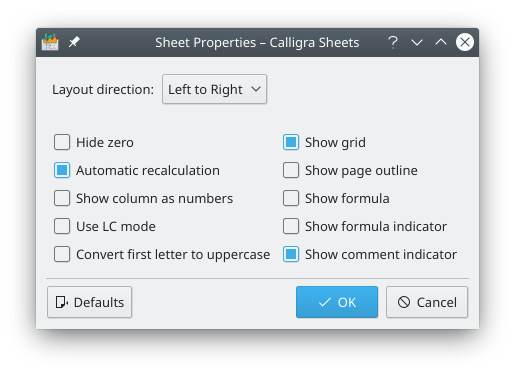 Sheet Properties – Calligra Sheets
Layout direction: Left to Right
Hide zero
Automatic recalculation
Show column as numbers
Use LC mode
Convert first letter to uppercase
Show grid
Show page outline
Show formula
Show formula indicator
Show comment indicator
Defaults
OK
Cancel